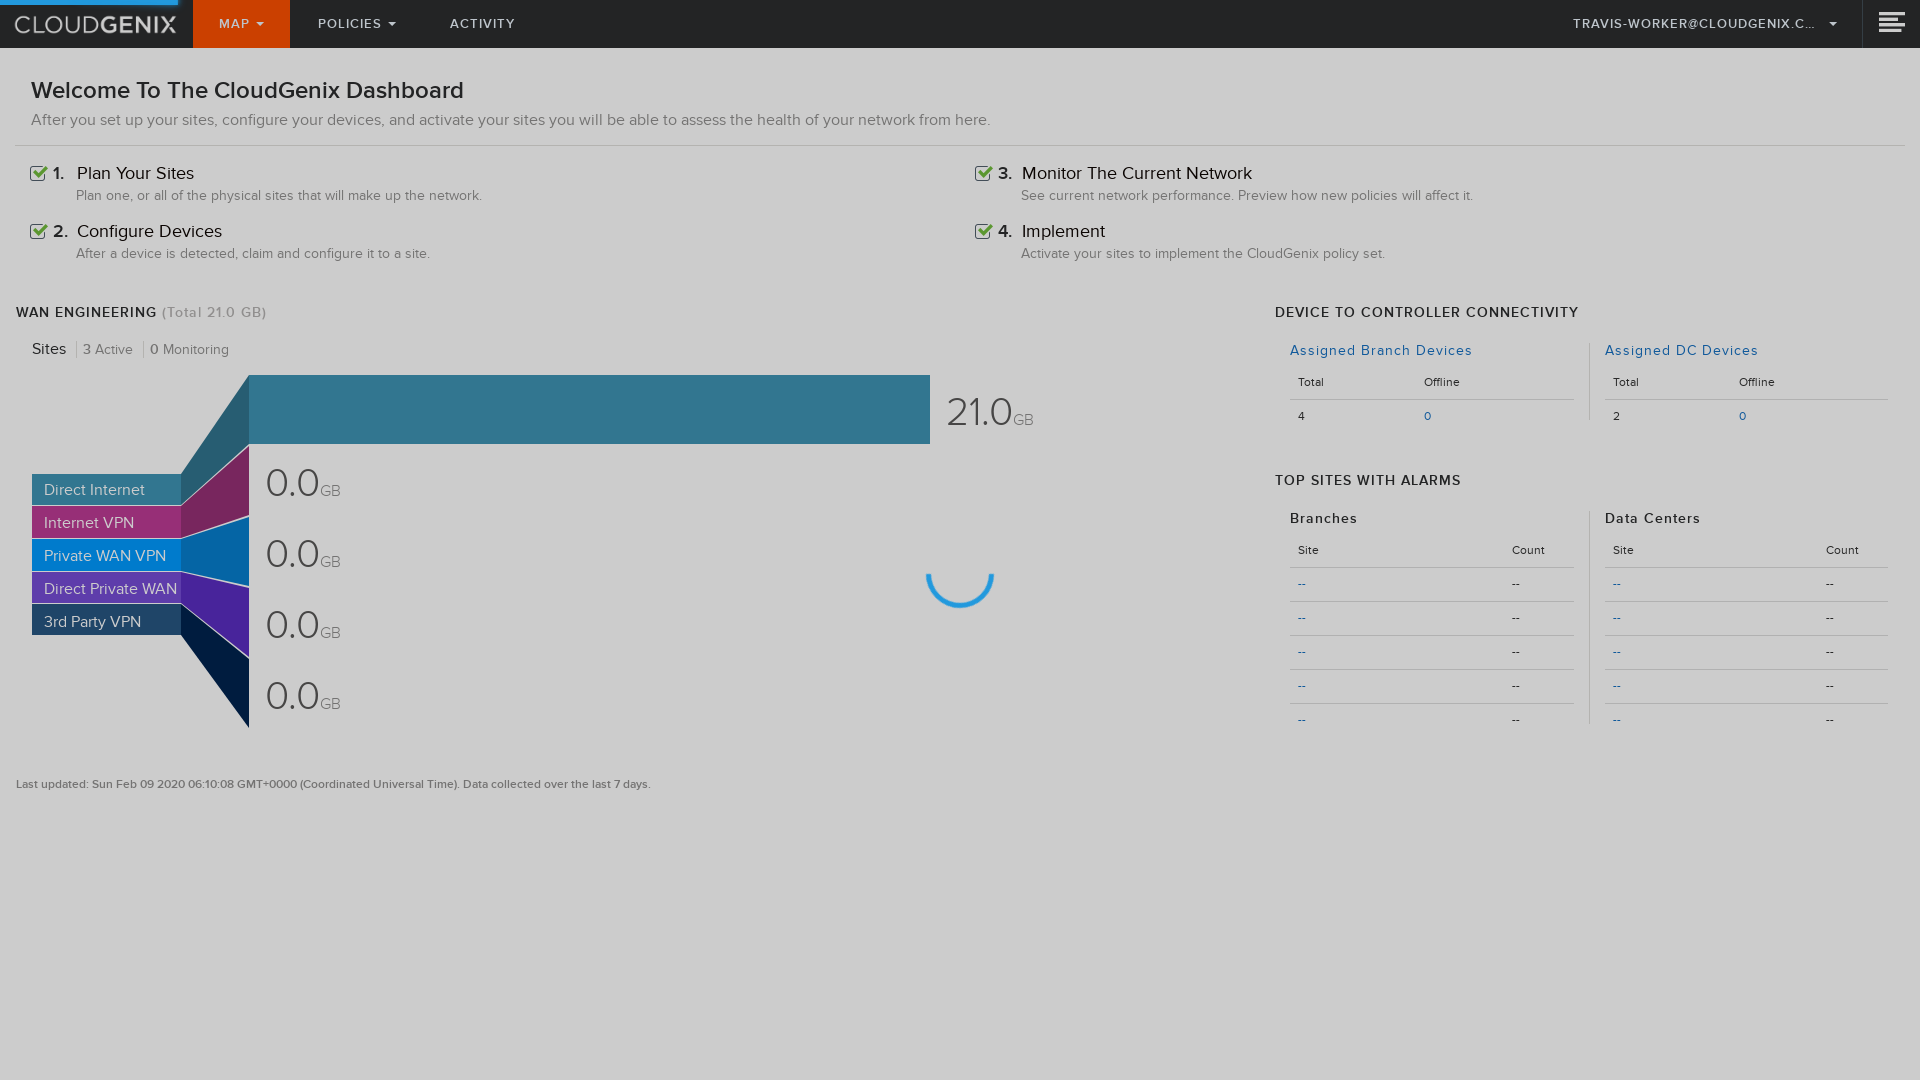 CLOUDGENIX
MAP
POLICIES
ACTIVITY
TRAVIS-WORKER@CLOUDGENIX.C...
Welcome To The CloudGenix Dashboard
After you set up your sites, configure your devices, and activate your sites you will be able to assess the health of your network from here.
1. Plan Your Sites
Plan one, or all of the physical sites that will make up the network.
2. Configure Devices
After a device is detected, claim and configure it to a site.
3. Monitor The Current Network
See current network performance. Preview how new policies will affect it.
4. Implement
Activate your sites to implement the CloudGenix policy set.
WAN ENGINEERING (Total 21.0 GB)
Sites 3 Active 0 Monitoring
Direct Internet
Internet VPN
Private WAN VPN
Direct Private WAN
3rd Party VPN
21.0GB
0.0GB
0.0GB
0.0GB
0.0GB
DEVICE TO CONTROLLER CONNECTIVITY
Assigned Branch Devices
Total Offline
4 0
Assigned DC Devices
Total Offline
2 0
TOP SITES WITH ALARMS
Branches
Site Count
-- --
-- --
-- --
-- --
-- --
Data Centers
Site Count
-- --
-- --
-- --
-- --
-- --
Last updated: Sun Feb 09 2020 06:10:08 GMT+0000 (Coordinated Universal Time). Data collected over the last 7 days.